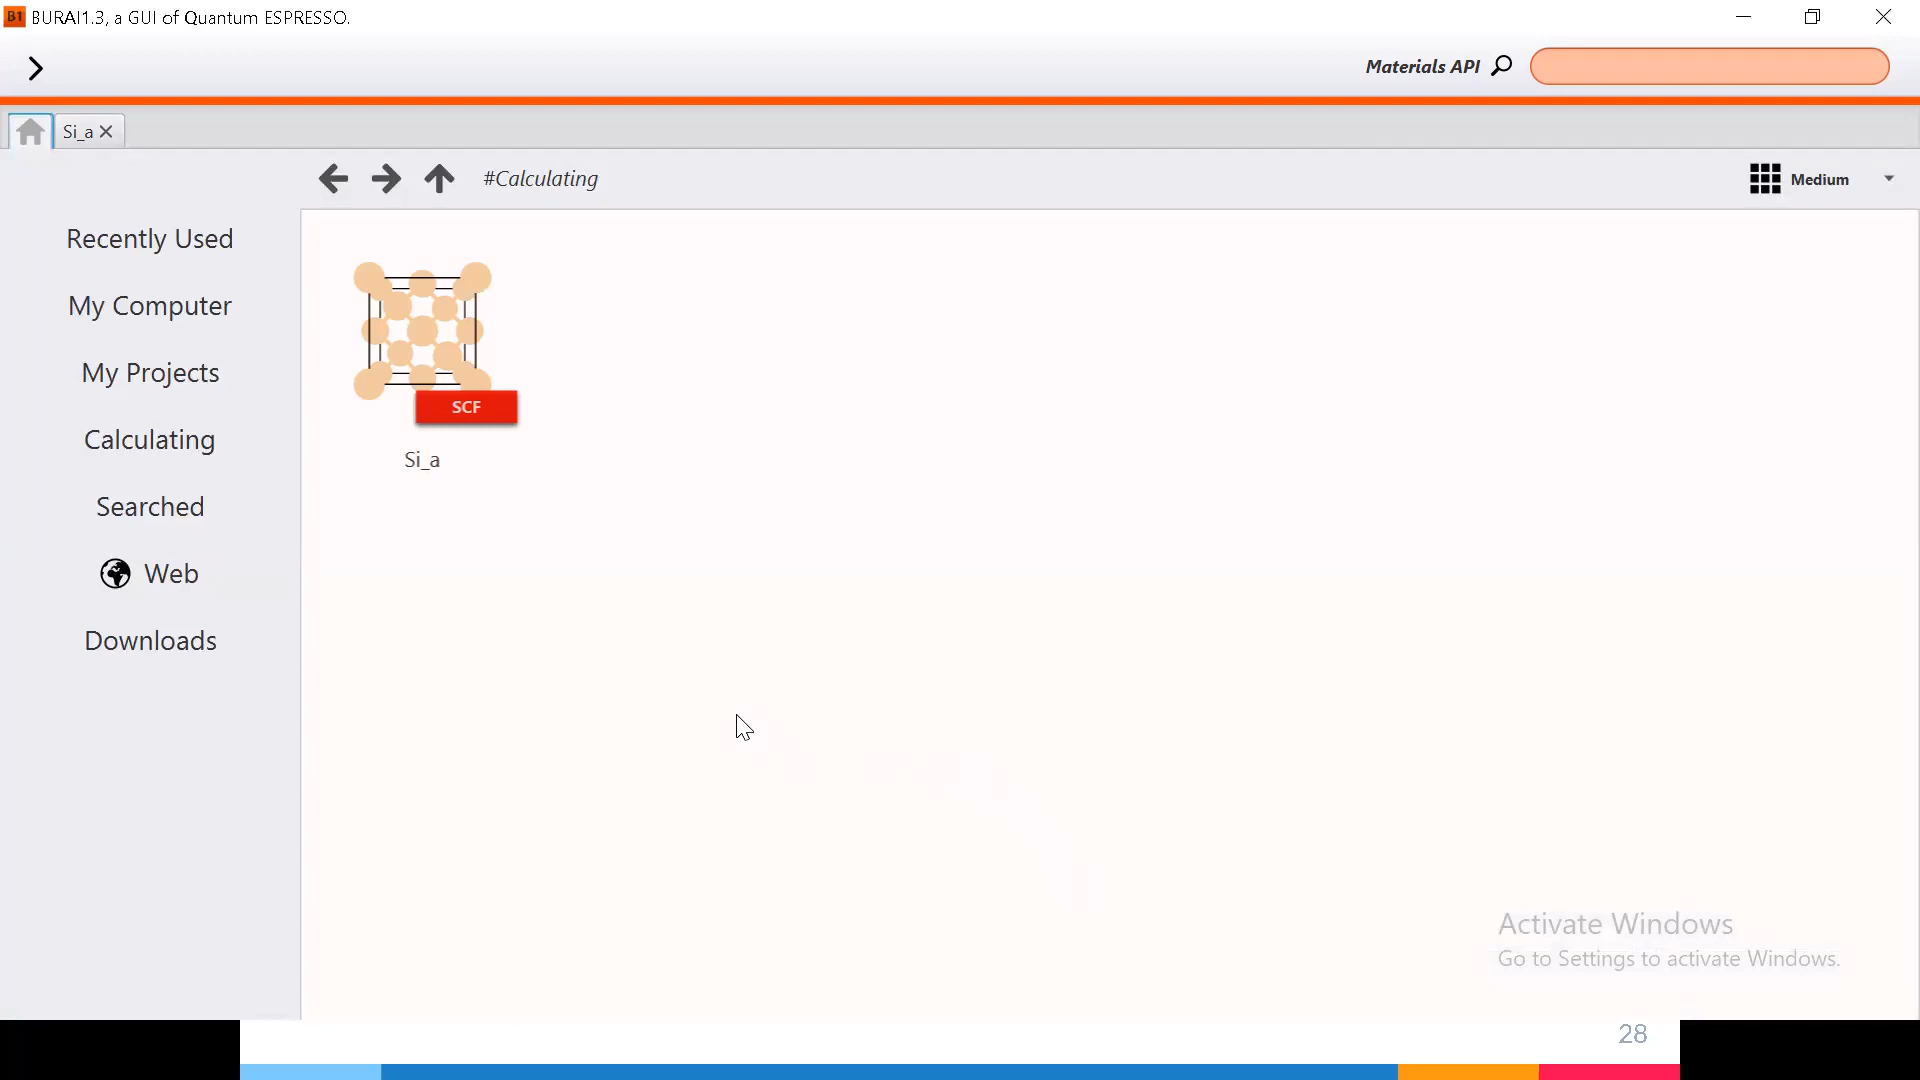 B1 BURAI1.3, a GUI of Quantum ESPRESSO.
Materials API
Si_a
#Calculating
Medium
Recently Used
My Computer
My Projects
Calculating
Searched
Web
Downloads
SCF
Si_a
Activate Windows
Go to Settings to activate Windows.
28